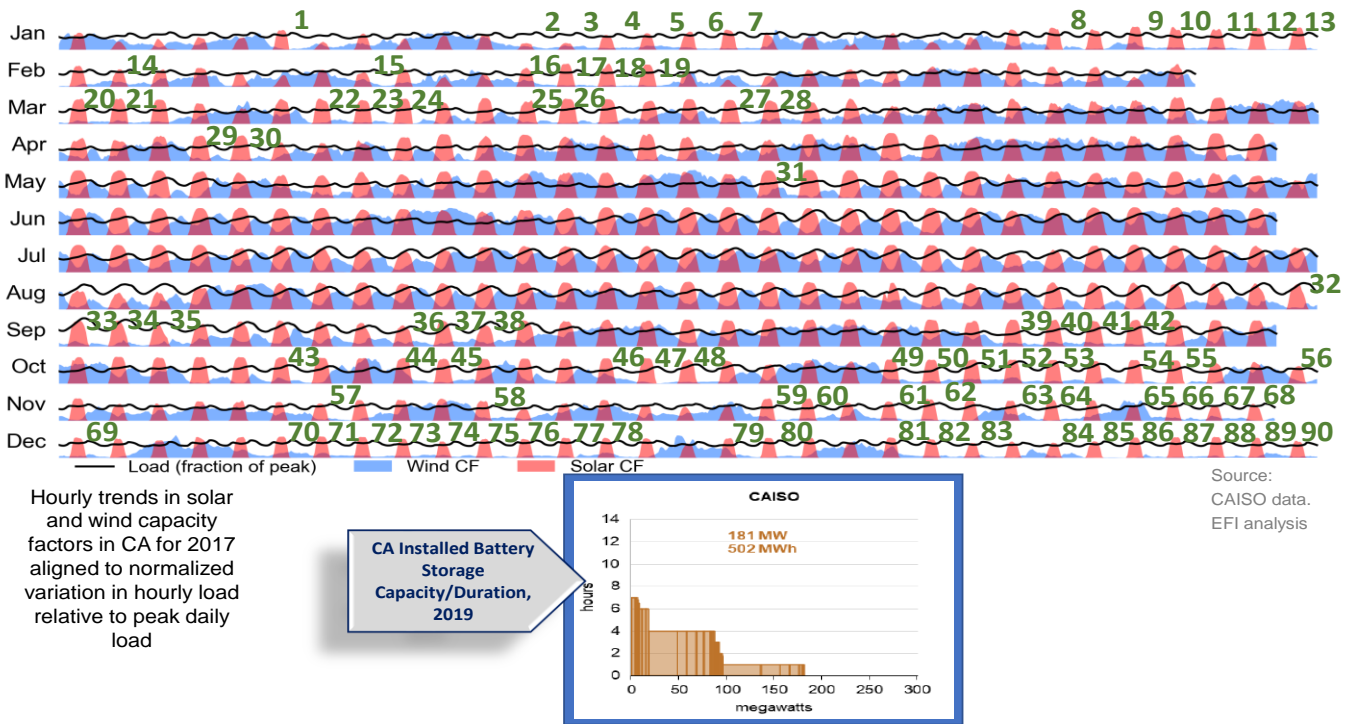 1 2 3 4 5 6 7 8 9 10 11 12 13
Jan
14 15 16 17 18 19
Feb
20 21 22 23 24 25 26 27 28
Mar
29 30
Apr
31
May
Jun
Jul
32
Aug
33 34 35 36 37 38 39 40 41 42
Sep
43 44 45 46 47 48 49 50 51 52 53 54 55 56
Oct
57 58 59 60 61 62 63 64 65 66 67 68
Nov
69 70 71 72 73 74 75 76 77 78 79 80 81 82 83 84 85 86 87 88 89 90
Dec
Load (fraction of peak) Wind CF Solar CF
Hourly trends in solar
and wind capacity
factors in CA for 2017
aligned to normalized
variation in hourly load
relative to peak daily
load
CA Installed Battery
Storage
Capacity/Duration,
2019
CAISO
181 MW
502 MWh
hours
14
12
10
8
6
4
2
0
0 50 100 150 200 250 300
megawatts
Source:
CAISO data.
EFI analysis